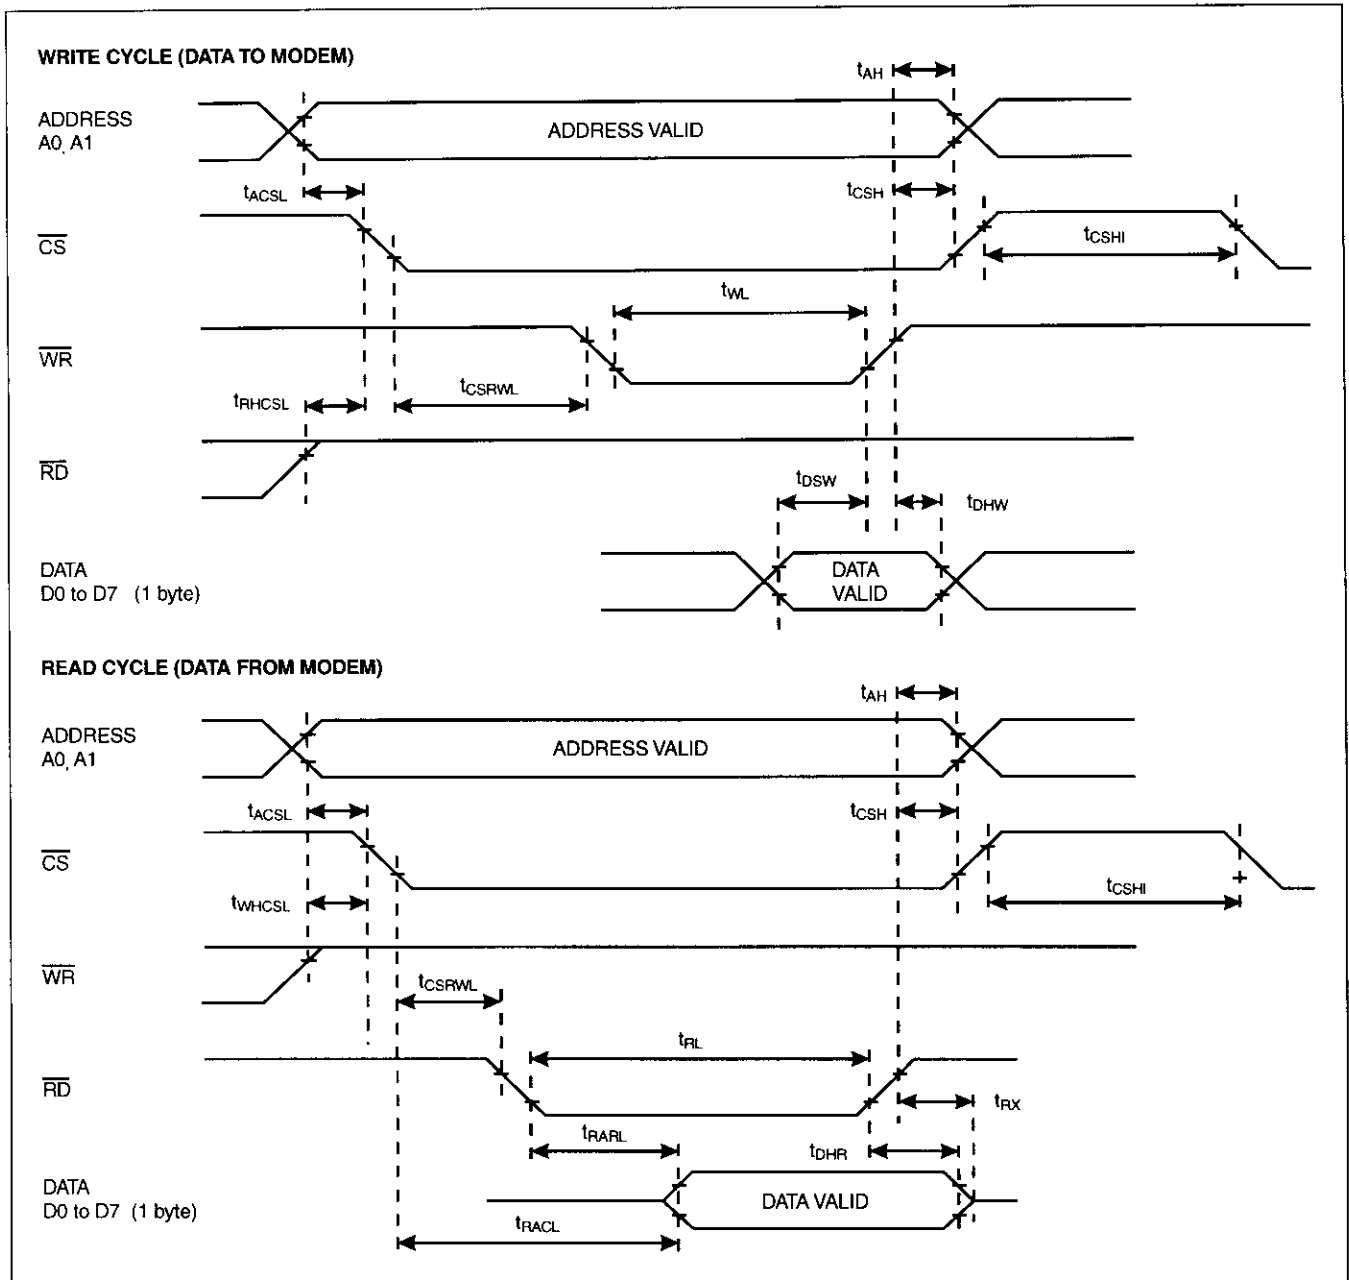 WRITE CYCLE (DATA TO MODEM)
tAH
ADDRESS
A0, A1
ADDRESS VALID
tACSL
tCSH
CS
tCSHI
tWL
WR
tRHCSL
tCSRWL
RD
tDSW
tDHW
DATA
D0 to D7 (1 byte)
DATA
VALID
READ CYCLE (DATA FROM MODEM)
tAH
ADDRESS
A0, A1
ADDRESS VALID
tACSL
tCSH
CS
tWHCSL
tCSHI
WR
tCSRWL
tRL
RD
tRX
tRARL
tDHR
DATA
D0 to D7 (1 byte)
DATA VALID
tRACL